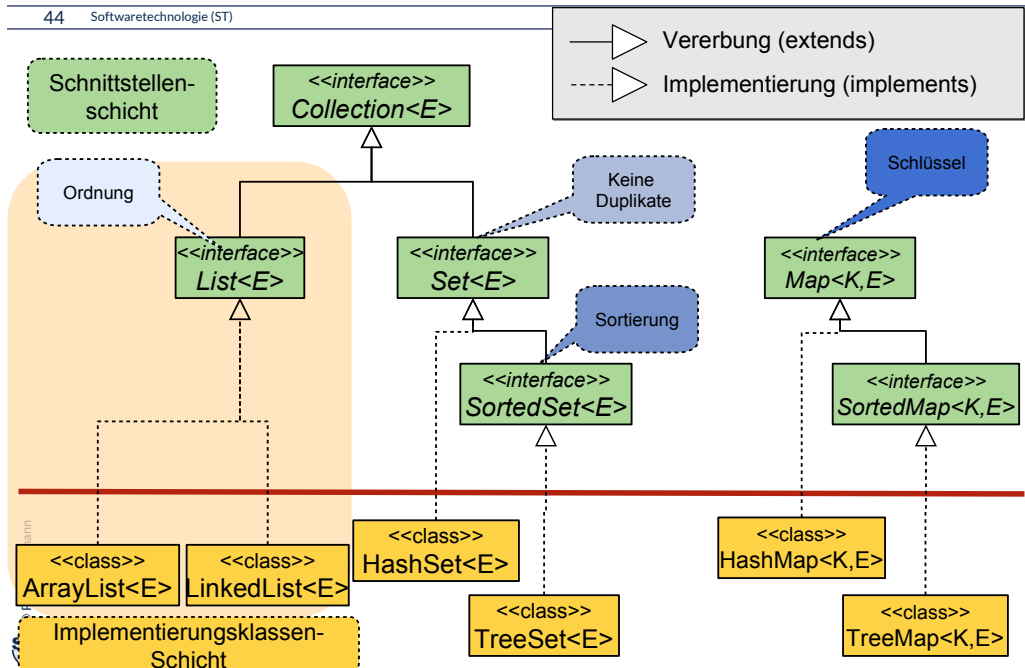 44 Softwaretechnologie (ST)
Vererbung (extends)
Implementierung (implements)
Schnittstellen-
schicht
<<interface>>
Collection<E>
Ordnung
Keine
Duplikate
Schlüssel
<<interface>>
List<E>
<<interface>>
Set<E>
<<interface>>
Map<K,E>
Sortierung
<<interface>>
SortedSet<E>
<<interface>>
SortedMap<K,E>
<<class>>
ArrayList<E>
<<class>>
LinkedList<E>
<<class>>
HashSet<E>
<<class>>
HashMap<K,E>
<<class>>
TreeSet<E>
<<class>>
TreeMap<K,E>
Implementierungsklassen-
Schicht